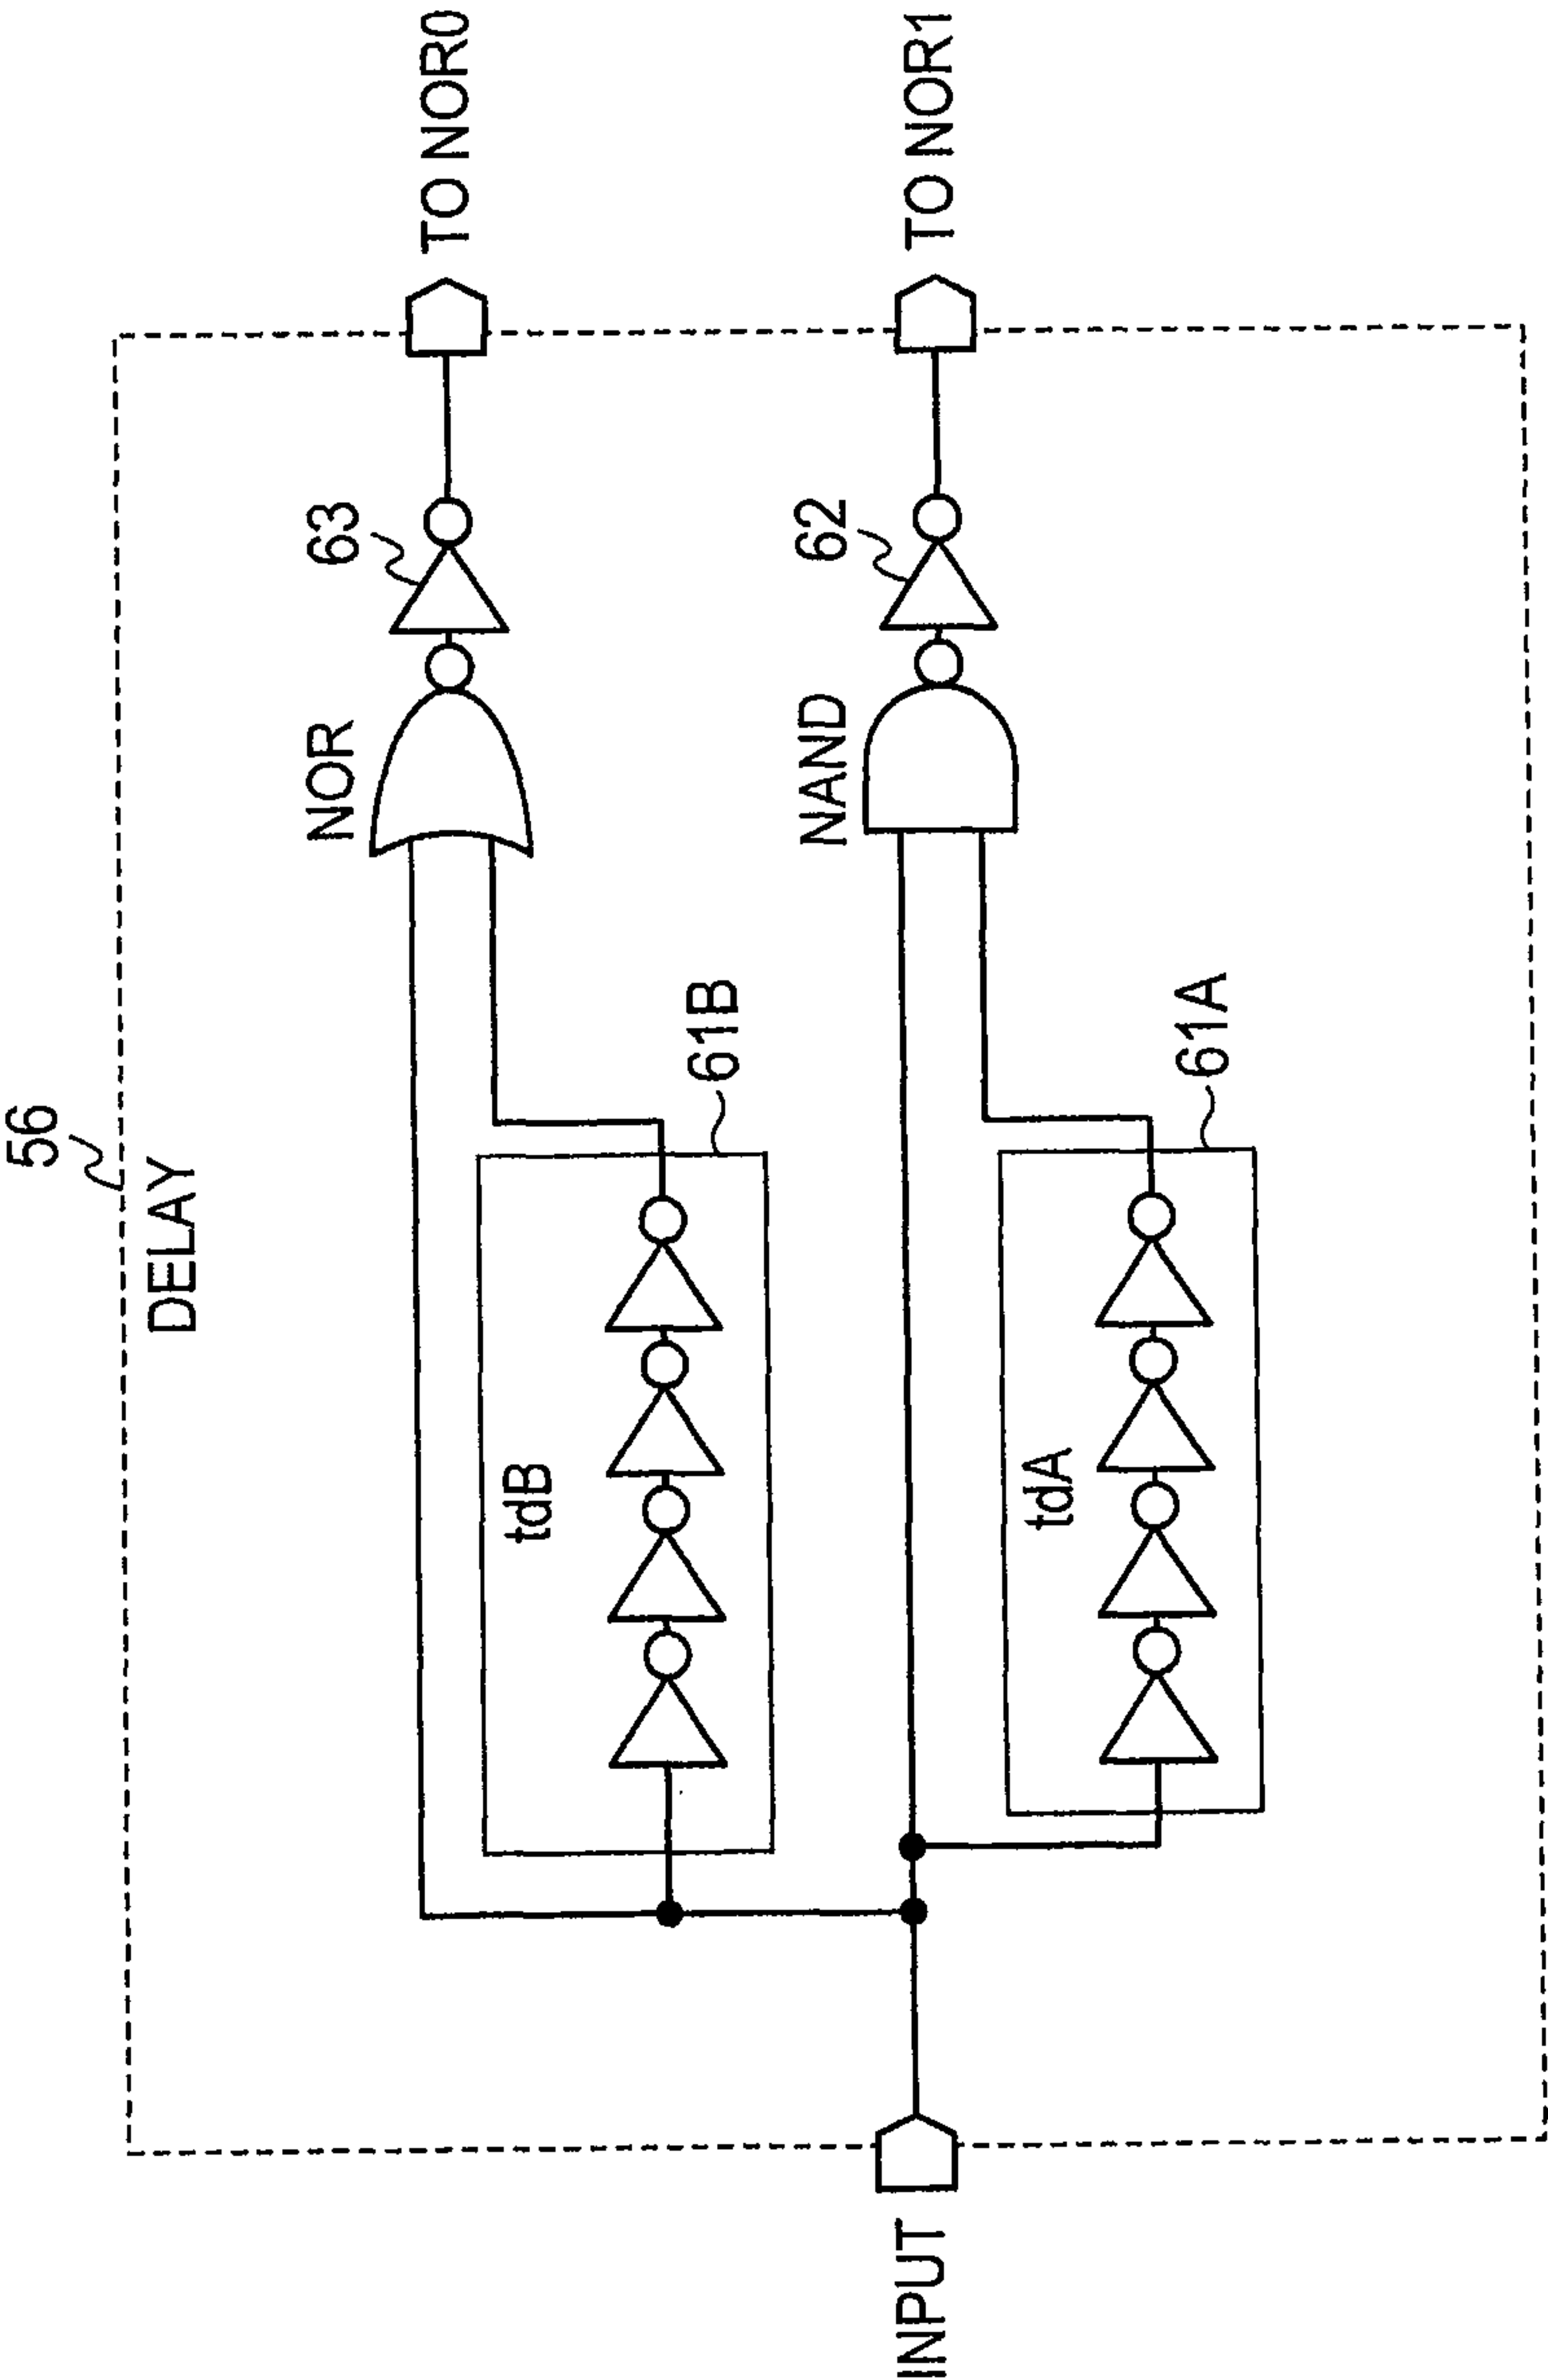 56
DELAY
INPUT
tdB
61B
NOR
63
TO NOR0
tdA
61A
NAND
62
TO NOR1